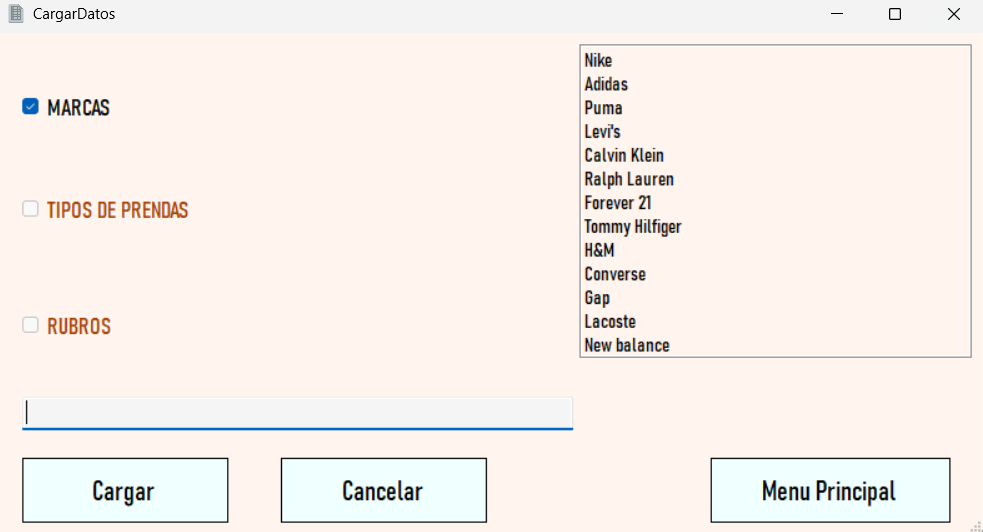 CargarDatos
MARCAS
TIPOS DE PRENDAS
RUBROS
Nike
Adidas
Puma
Levi's
Calvin Klein
Ralph Lauren
Forever 21
Tommy Hilfiger
H&M
Converse
Gap
Lacoste
New balance
Cargar
Cancelar
Menu Principal